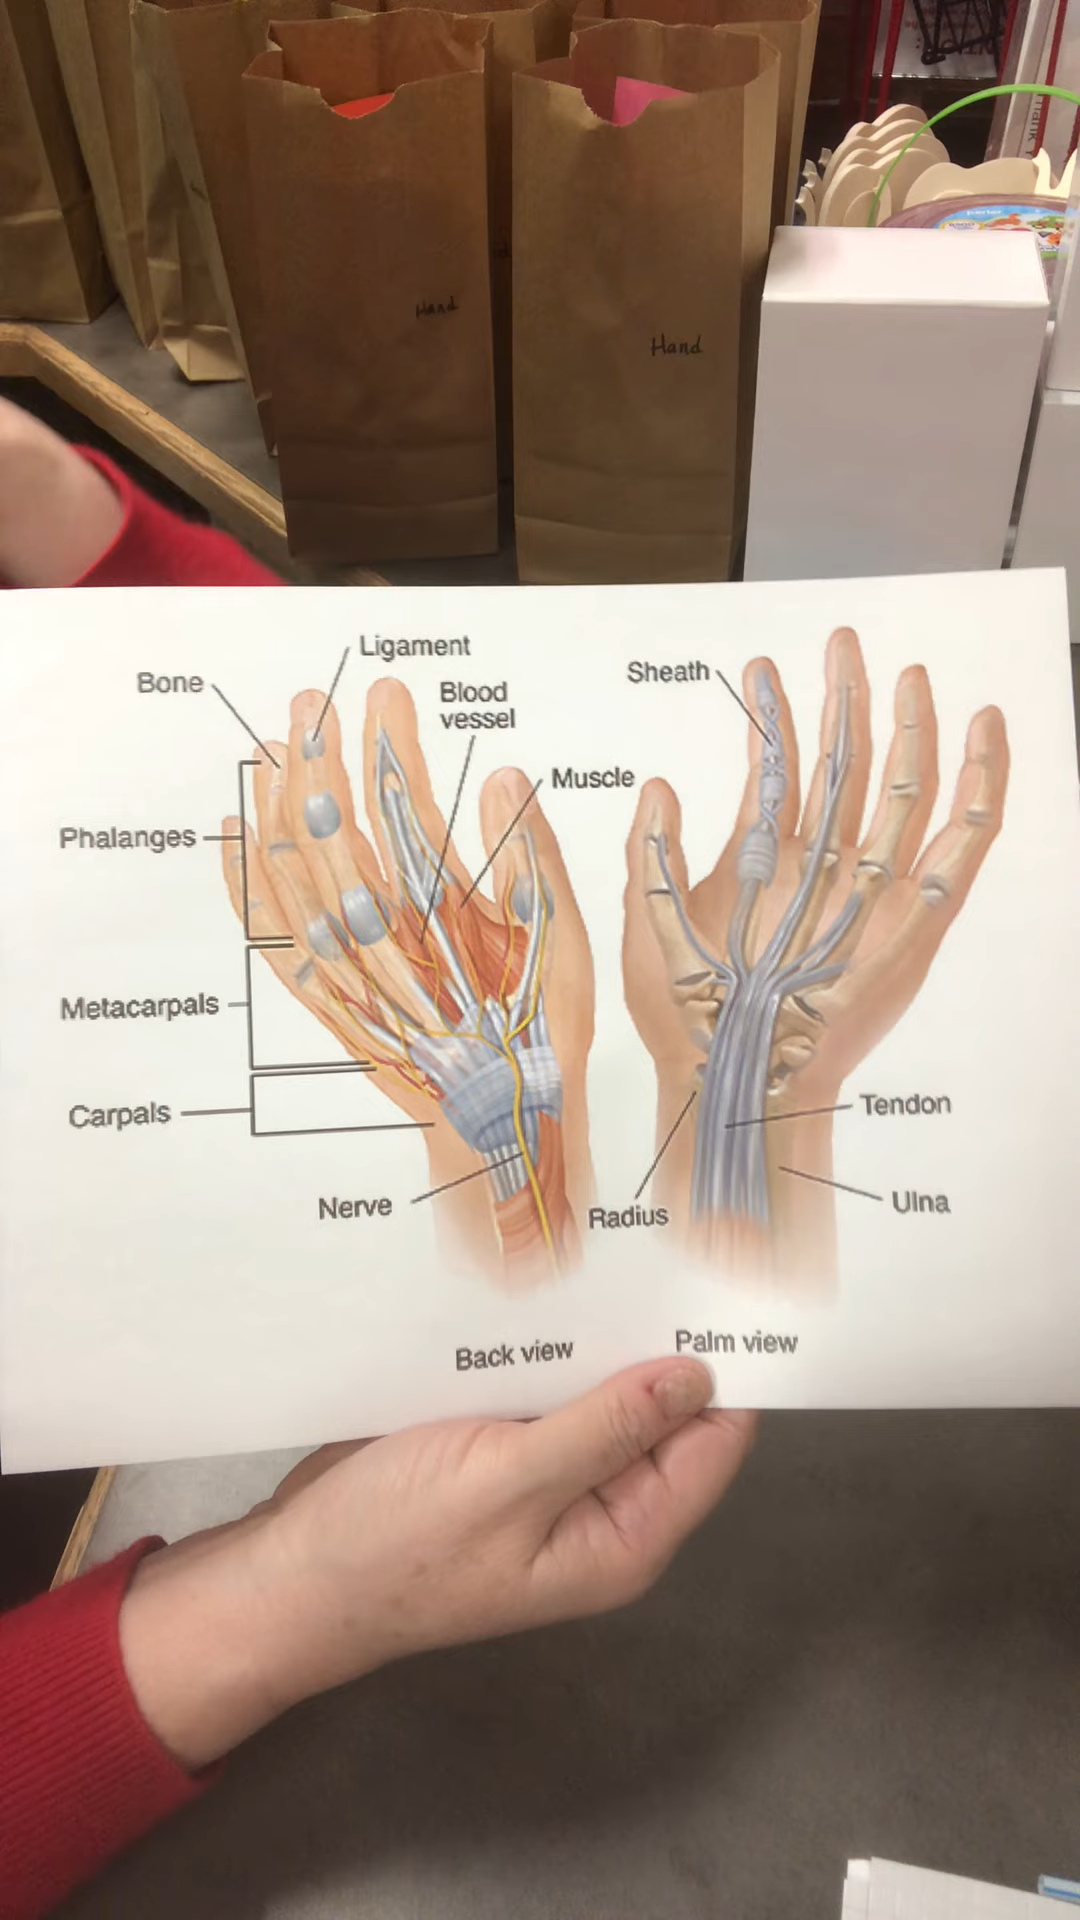 Hand
Hand
Ligament
Bone
Blood
vessel
Sheath
Muscle
Phalanges
Metacarpals
Carpals
Tendon
Nerve
Radius
Ulna
Back view
Palm view